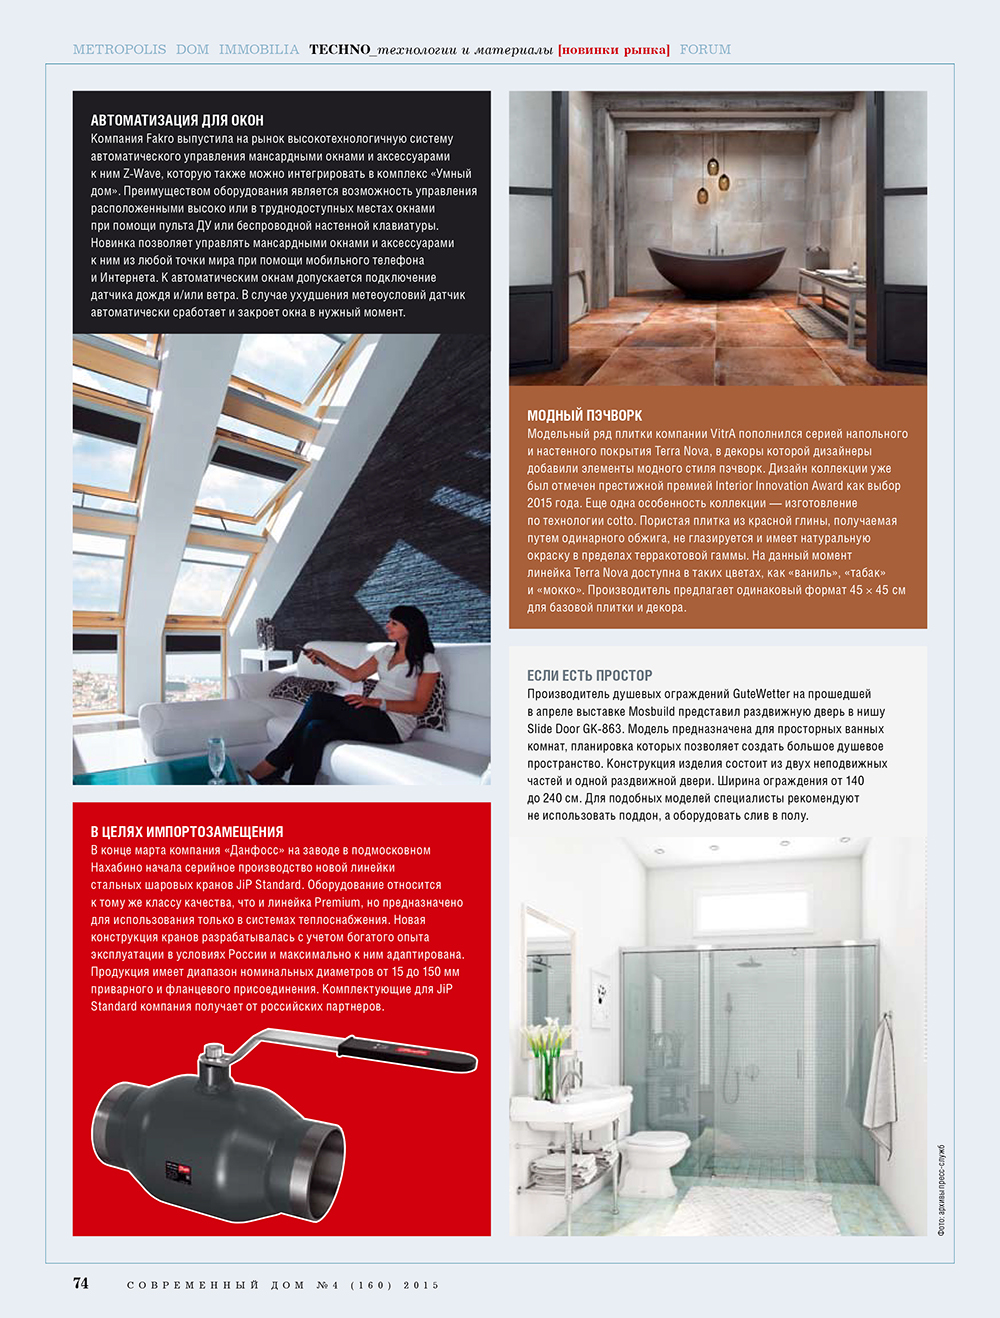 METROPOLIS DOM IMMOBILIA TECHNO_технологии и материалы [новинки рынка] FORUM
АВТОМАТИЗАЦИЯ ДЛЯ ОКОН
Компания Fakro выпустила на рынок высокотехнологичную систему
автоматического управления мансардными окнами и аксессуарами
к ним Z-Wave, которую также можно интегрировать в комплекс «Умный
дом». Преимуществом оборудования является возможность управления
расположенными высоко или в труднодоступных местах окнами
при помощи пульта ДУ или беспроводной настенной клавиатуры.
Новинка позволяет управлять мансардными окнами и аксессуарами
к ним из любой точки мира при помощи мобильного телефона
и Интернета. К автоматическим окнам допускается подключение
датчика дождя и/или ветра. В случае ухудшения метеоусловий датчик
автоматически сработает и закроет окна в нужный момент.
В ЦЕЛЯХ ИМПОРТОЗАМЕЩЕНИЯ
В конце марта компания «Данфосс» на заводе в подмосковном
Нахабино начала серийное производство новой линейки
стальных шаровых кранов JiP Standard. Оборудование относится
к тому же классу качества, что и линейка Premium, но предназначено
для использования только в системах теплоснабжения. Новая
конструкция кранов разрабатывалась с учетом богатого опыта
эксплуатации в условиях России и максимально к ним адаптирована.
Продукция имеет диапазон номинальных диаметров от 15 до 150 мм
приварного и фланцевого присоединения. Комплектующие для JiP
Standard компания получает от российских партнеров.
МОДНЫЙ ПЭЧВОРК
Модельный ряд плитки компании VitrA пополнился серией напольного
и настенного покрытия Terra Nova, в декоры которой дизайнеры
добавили элементы модного стиля пэчворк. Дизайн коллекции уже
был отмечен престижной премией Interior Innovation Award как выбор
2015 года. Еще одна особенность коллекции — изготовление
по технологии cotto. Пористая плитка из красной глины, получаемая
путем одинарного обжига, не глазируется и имеет натуральную
окраску в пределах терракотовой гаммы. На данный момент
линейка Terra Nova доступна в таких цветах, как «ваниль», «табак»
и «мокко». Производитель предлагает одинаковый формат 45 × 45 см
для базовой плитки и декора.
ЕСЛИ ЕСТЬ ПРОСТОР
Производитель душевых ограждений GuteWetter на прошедшей
в апреле выставке Mosbuild представил раздвижную дверь в нишу
Slide Door GK-863. Модель предназначена для просторных ванных
комнат, планировка которых позволяет создать большое душевое
пространство. Конструкция изделия состоит из двух неподвижных
частей и одной раздвижной двери. Ширина ограждения от 140
до 240 см. Для подобных моделей специалисты рекомендуют
не использовать поддон, а оборудовать слив в полу.
Фото: архивы пресс-служб
74 СОВРЕМЕННЫЙ ДОМ №4 (160) 2015